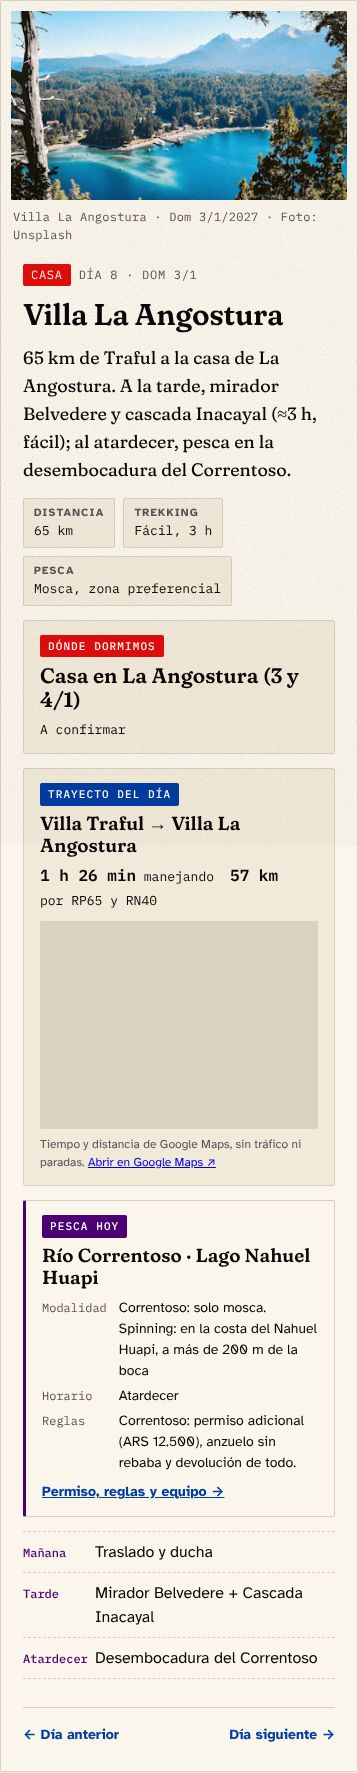 Villa La Angostura · Dom 3/1/2027 · Foto:
Unsplash
CASA DÍA 8 · DOM 3/1
Villa La Angostura
65 km de Traful a la casa de La
Angostura. A la tarde, mirador
Belvedere y cascada Inacayal (≈3 h,
fácil); al atardecer, pesca en la
desembocadura del Correntoso.
DISTANCIA
65 km
TREKKING
Fácil, 3 h
PESCA
Mosca, zona preferencial
DÓNDE DORMIMOS
Casa en La Angostura (3 y
4/1)
A confirmar
TRAYECTO DEL DÍA
Villa Traful → Villa La
Angostura
1 h 26 min manejando 57 km
por RP65 y RN40
Tiempo y distancia de Google Maps, sin tráfico ni
paradas. Abrir en Google Maps ↗
PESCA HOY
Río Correntoso · Lago Nahuel
Huapi
Modalidad Correntoso: solo mosca.
Spinning: en la costa del Nahuel
Huapi, a más de 200 m de la
boca
Horario Atardecer
Reglas Correntoso: permiso adicional
(ARS 12.500), anzuelo sin
rebaba y devolución de todo.
Permiso, reglas y equipo →
Mañana Traslado y ducha
Tarde Mirador Belvedere + Cascada
Inacayal
Atardecer Desembocadura del Correntoso
← Día anterior Día siguiente →